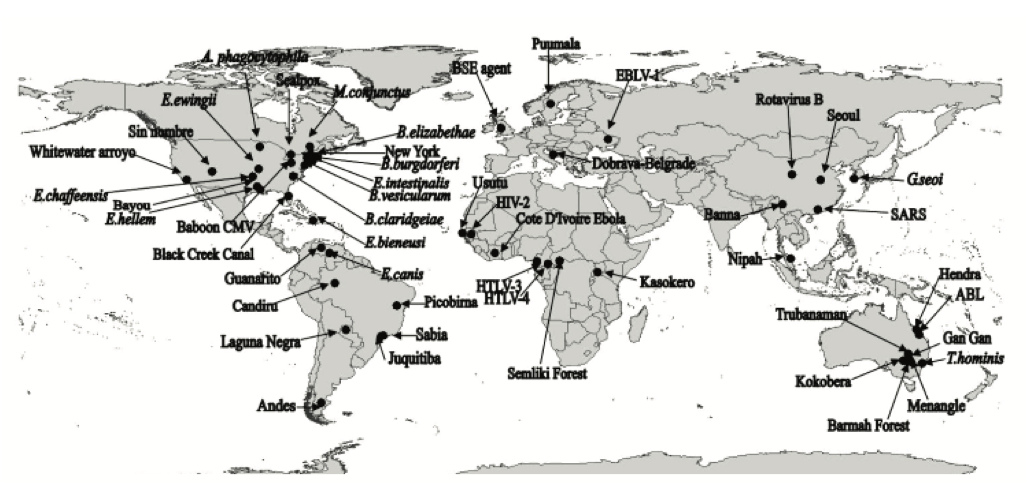 Puumala
A. phagocytophila
BSE agent
EBLV-1
Sealpox
M.conjunctus
E.ewingii
Rotavirus B
Seoul
Sin nombre
B.elizabethae
New York
Whitewater arroyo
B.burgdorferi
Dobrava-Belgrade
G.seoi
E.intestinalis
Usutu
E.chaffeensis
B.vesicularum
HIV-2
Bayou
E.hellem
B.claridgeiae
Cote D'Ivoire Ebola
Banna
SARS
Baboon CMV
E.bieneusi
Black Creek Canal
Nipah
Guanarito
E.canis
HTLV-3
Kasokero
Hendra
HTLV-4
ABL
Candiru
Picobirna
Trubanaman
Sabia
Gan Gan
Laguna Negra
Juquitiba
T.hominis
Semliki Forest
Kokobera
Andes
Menangle
Barmah Forest